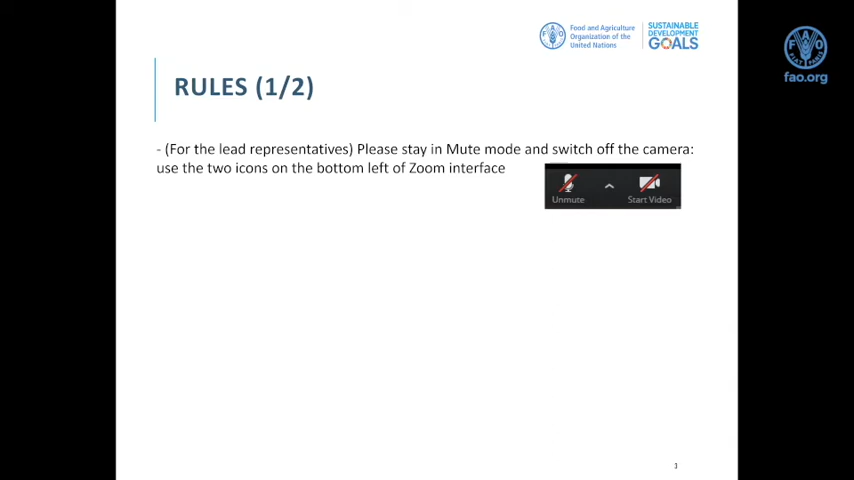 Food and Agriculture
Organization of the
United Nations
SUSTAINABLE
DEVELOPMENT
GOALS
fao.org
RULES (1/2)
- (For the lead representatives) Please stay in Mute mode and switch off the camera:
use the two icons on the bottom left of Zoom interface
Unmute
Start Video